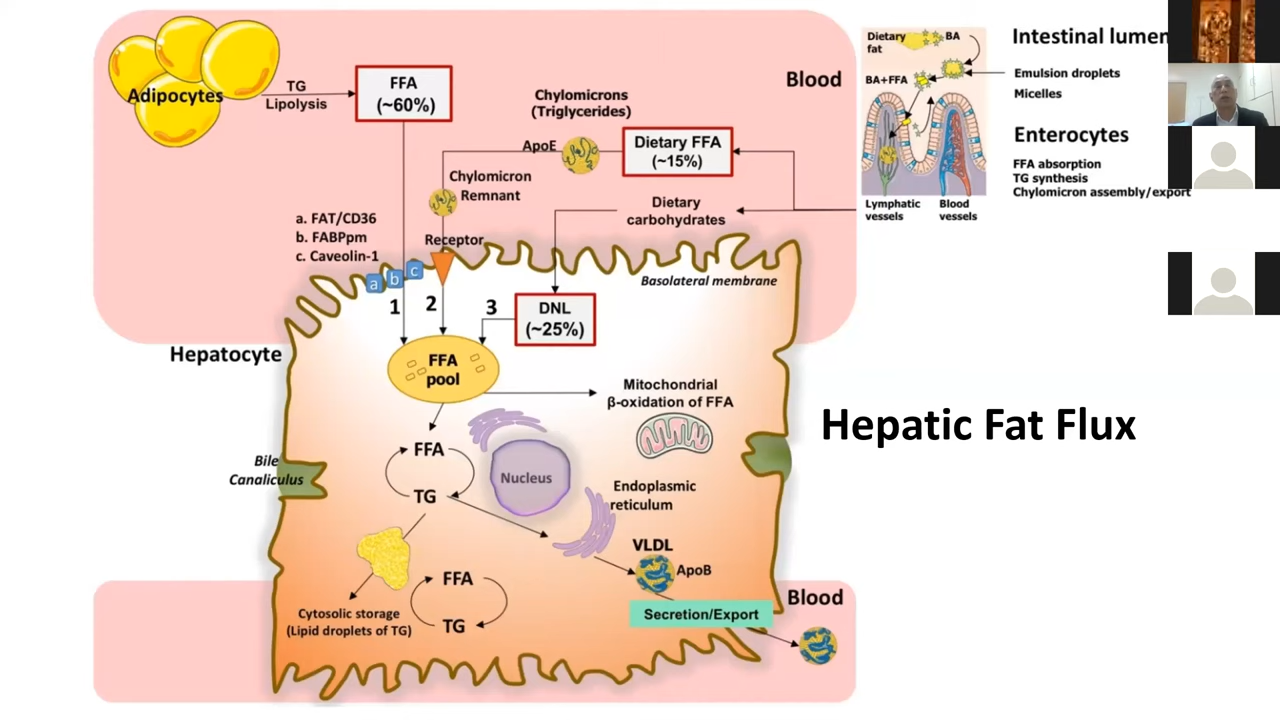 Adipocytes
TG
Lipolysis
FFA
(~60%)
Chylomicrons
(Triglycerides)
ApoE
Dietary FFA
(~15%)
Blood
Chylomicron
Remnant
Dietary
carbohydrates
a. FAT/CD36
b. FABPpm
c. Caveolin-1
Receptor
a
b
c
Basolateral membrane
1
2
3
DNL
(~25%)
Hepatocyte
FFA
pool
Mitochondrial
β-oxidation of FFA
FFA
TG
Nucleus
Bile
Canaliculus
Endoplasmic
reticulum
VLDL
ApoB
FFA
TG
Cytosolic storage
(Lipid droplets of TG)
Secretion/Export
Blood
Dietary
fat
BA
BA+FFA
Lymphatic
vessels
Blood
vessels
Intestinal lumen
Emulsion droplets
Micelles
Enterocytes
FFA absorption
TG synthesis
Chylomicron assembly/export
Hepatic Fat Flux